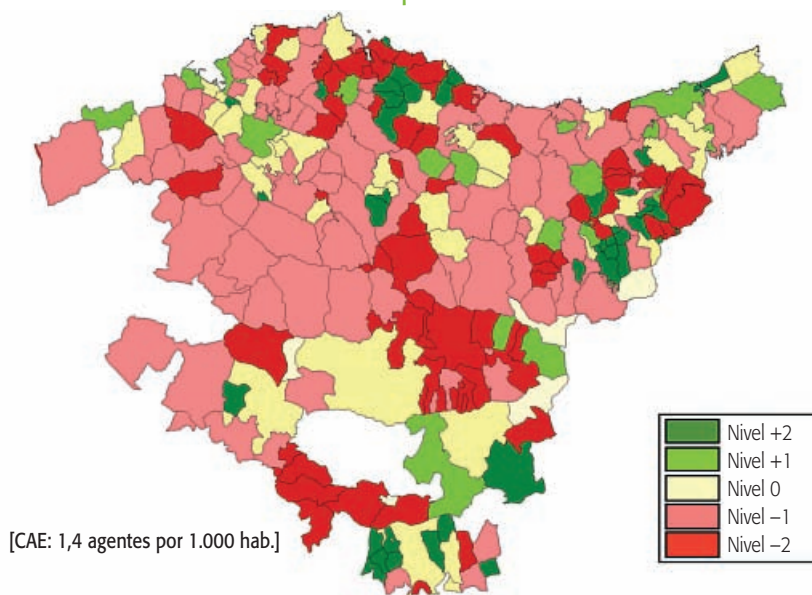 Nivel +2
Nivel +1
Nivel 0
Nivel –1
Nivel –2
[CAE: 1,4 agentes por 1.000 hab.]